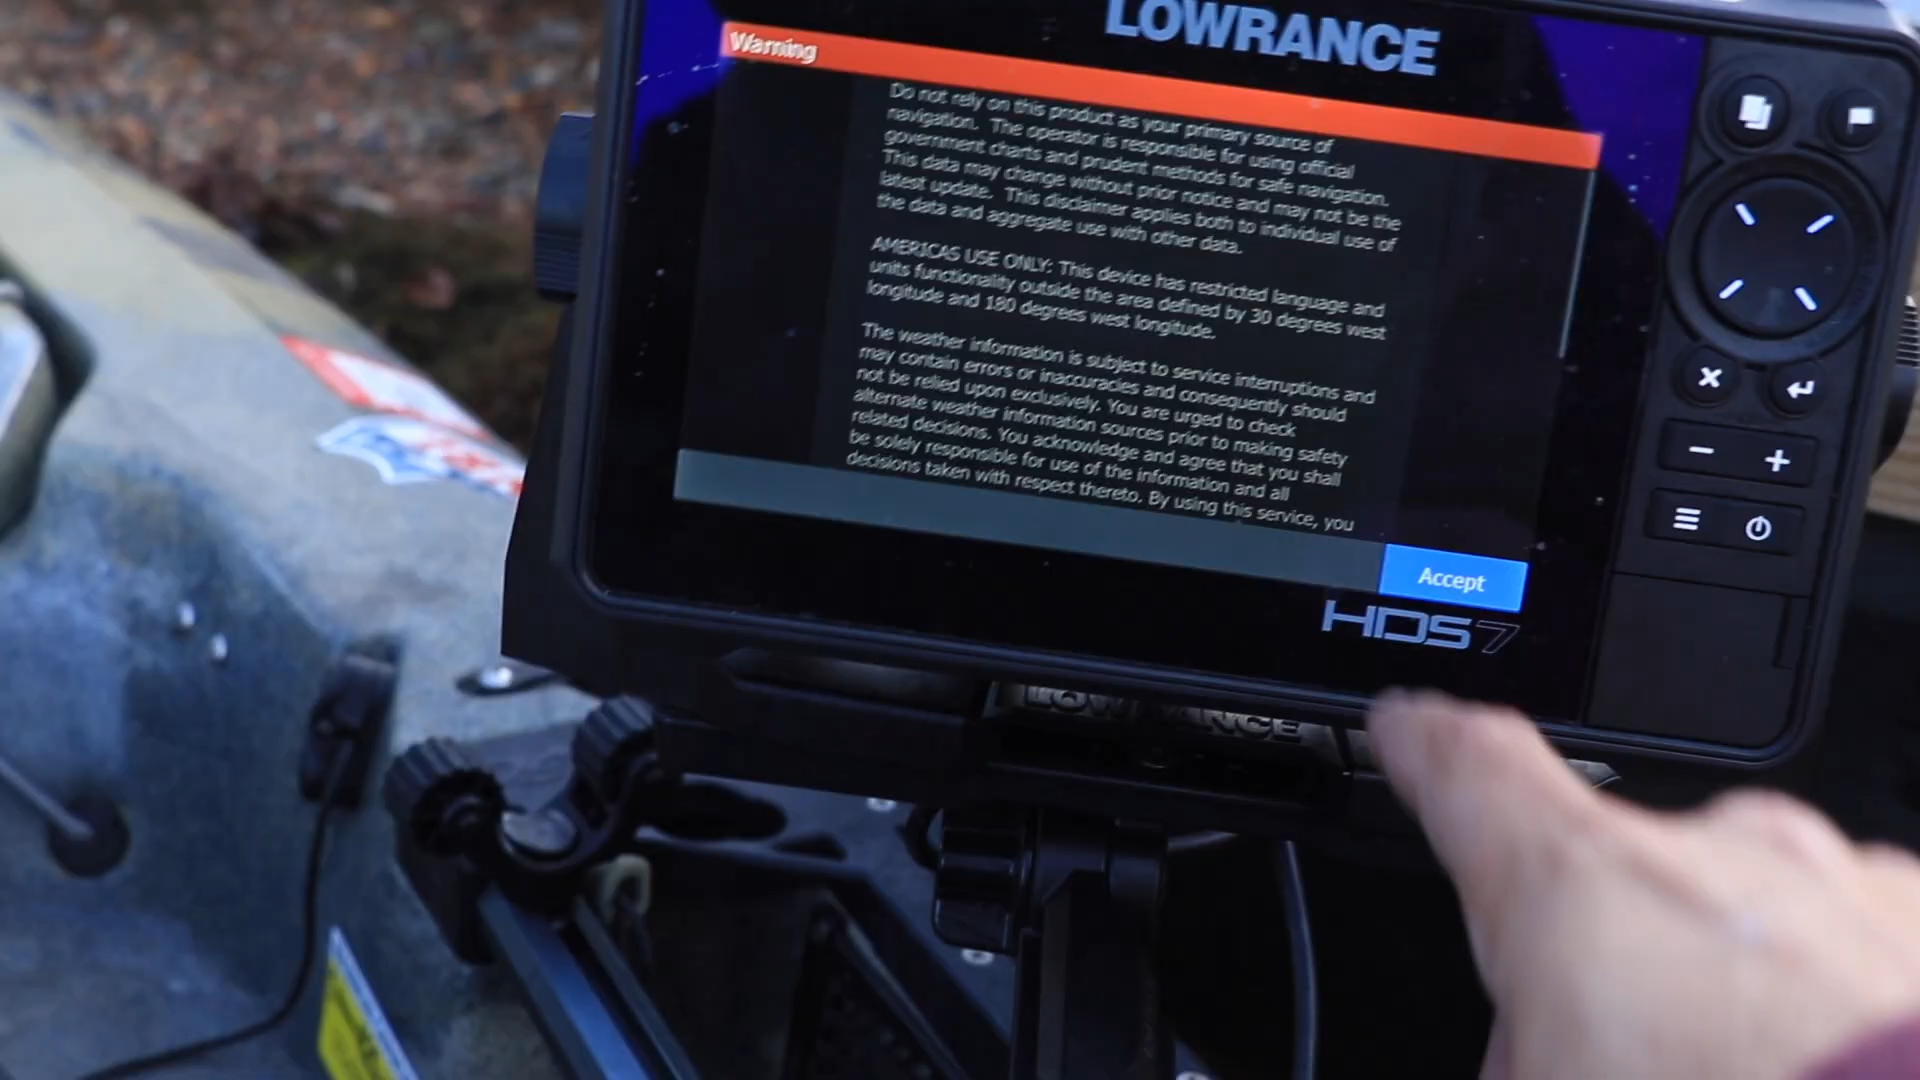 LOWRANCE
Warning
Do not rely on this product as your primary source of
navigation. The operator is responsible for using official
government charts and prudent methods for safe navigation.
This data may change without prior notice and may not be the
latest update. This disclaimer applies both to individual use of
the data and aggregate use with other data.
AMERICAS USE ONLY: This device has restricted language and
units functionality outside the area defined by 30 degrees west
longitude and 180 degrees west longitude.
The weather information is subject to service interruptions and
may contain errors or inaccuracies and consequently should
not be relied upon exclusively. You are urged to check
alternate weather information sources prior to making safety
related decisions. You acknowledge and agree that you shall
be solely responsible for use of the information and all
decisions taken with respect thereto. By using this service, you
Accept
HDS 7
LOWRANCE